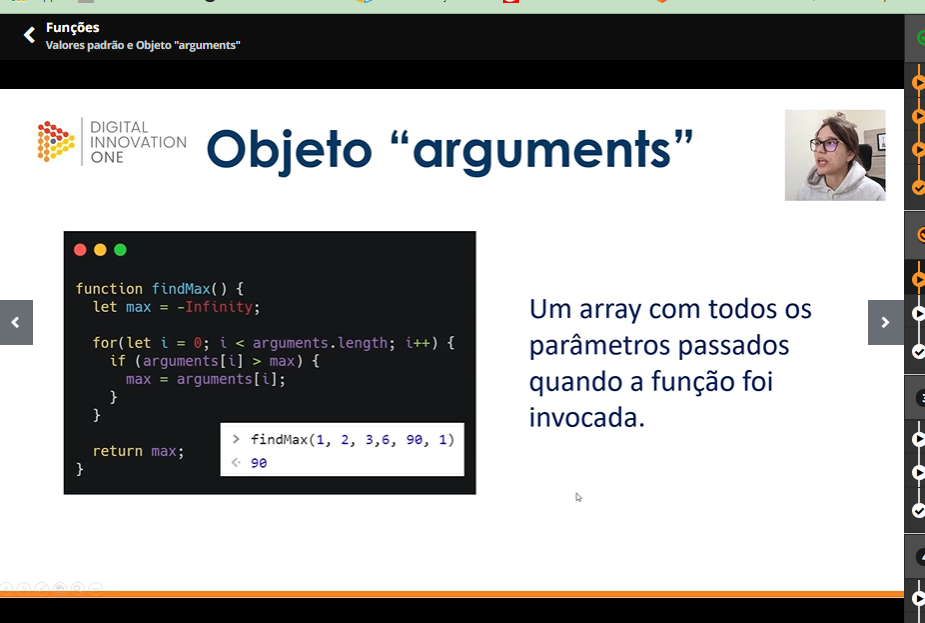 Funções
Valores padrão e Objeto "arguments"
DIGITAL
INNOVATION
ONE
Objeto “arguments”
function findMax() {
let max = -Infinity;
for(let i = 0; i < arguments.length; i++) {
if (arguments[i] > max) {
max = arguments[i];
}
}
return max;
}
> findMax(1, 2, 3,6, 90, 1)
<· 90
Um array com todos os
parâmetros passados
quando a função foi
invocada.